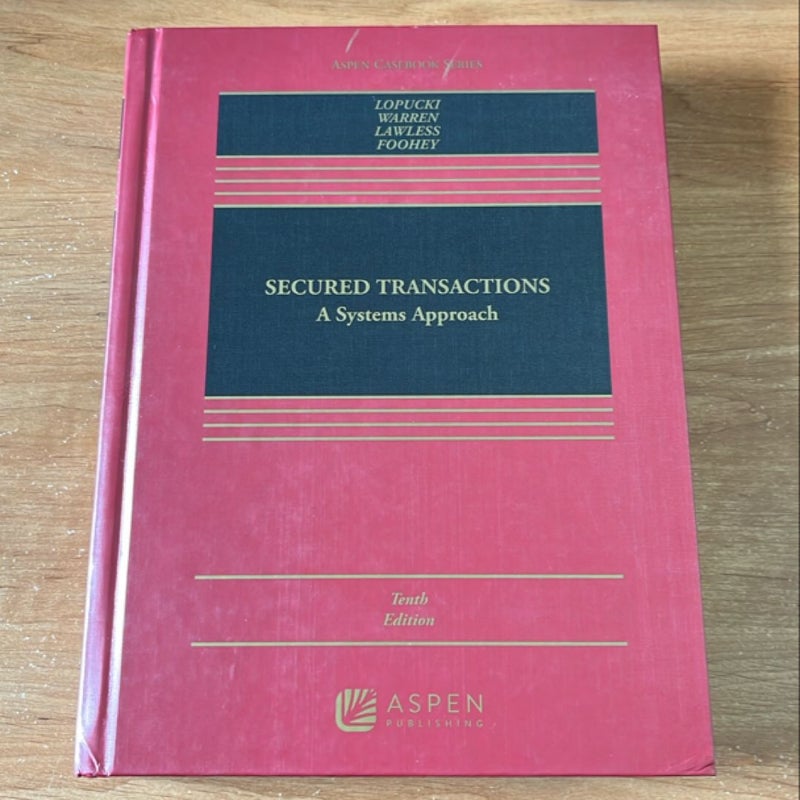 ASPEN CASEBOOK SERIES
LOPUCKI
WARREN
LAWLESS
FOOHEY
SECURED TRANSACTIONS
A Systems Approach
Tenth
Edition
ASPEN
PUBLISHING